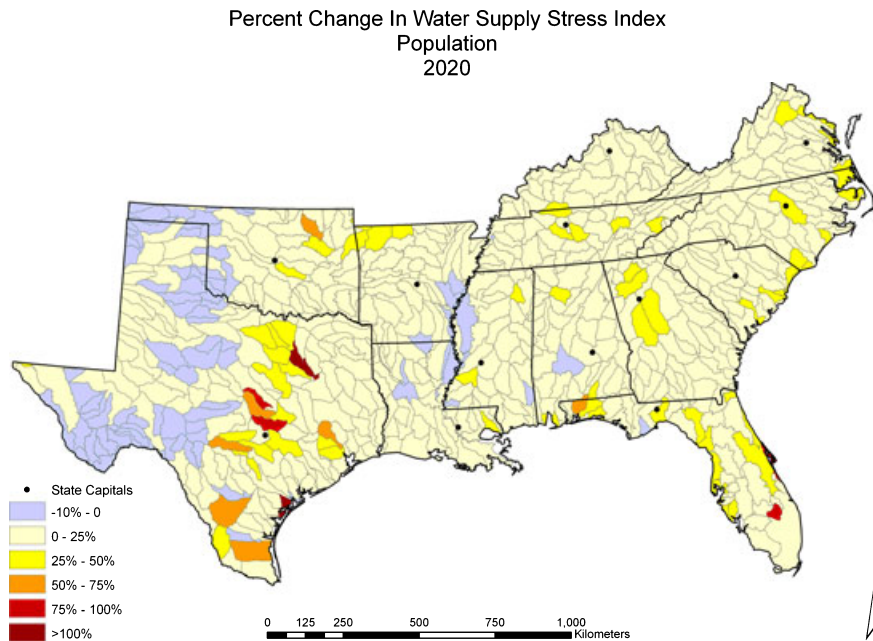 Percent Change In Water Supply Stress Index
Population
2020
State Capitals
-10% - 0
0 - 25%
25% - 50%
50% - 75%
75% - 100%
>100%
0 125 250 500 750 1,000
Kilometers